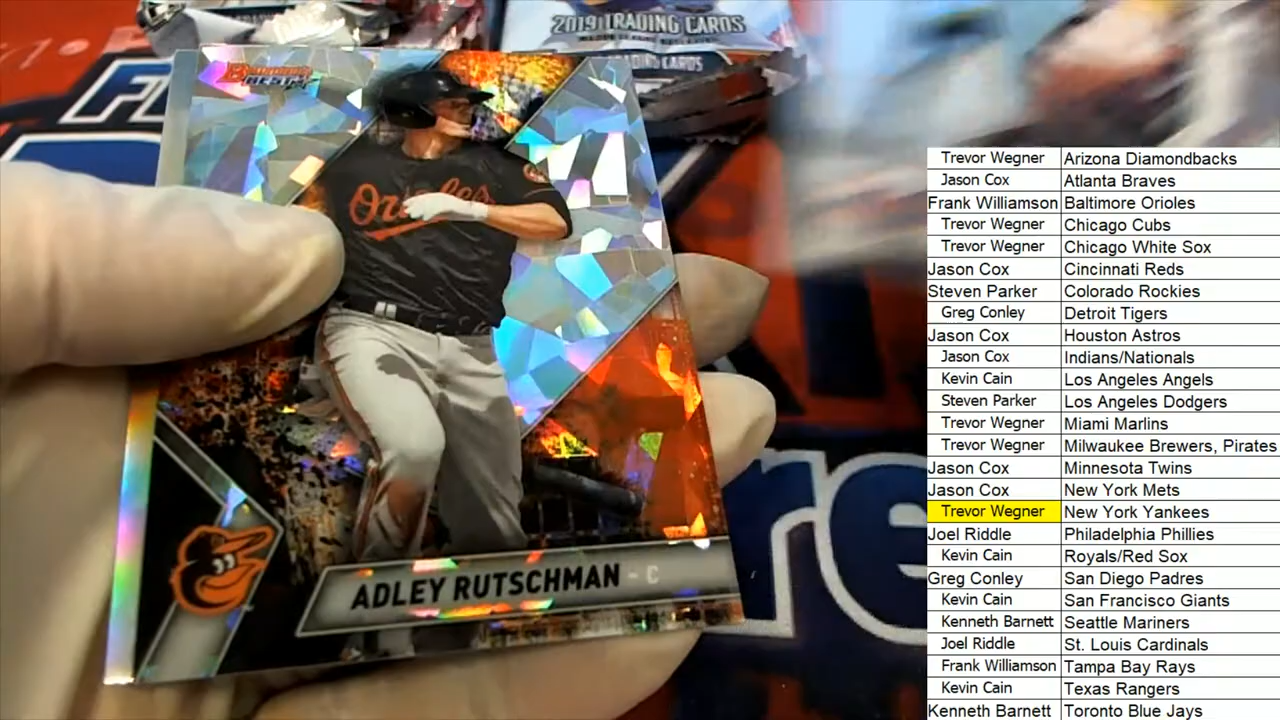 2019 TRADING CARDS
TRADING CARDS
BOWMAN'S
BEST
Orioles
ADLEY RUTSCHMAN - C
re
Trevor Wegner Arizona Diamondbacks
Jason Cox Atlanta Braves
Frank Williamson Baltimore Orioles
Trevor Wegner Chicago Cubs
Trevor Wegner Chicago White Sox
Jason Cox Cincinnati Reds
Steven Parker Colorado Rockies
Greg Conley Detroit Tigers
Jason Cox Houston Astros
Jason Cox Indians/Nationals
Kevin Cain Los Angeles Angels
Steven Parker Los Angeles Dodgers
Trevor Wegner Miami Marlins
Trevor Wegner Milwaukee Brewers, Pirates
Jason Cox Minnesota Twins
Jason Cox New York Mets
Trevor Wegner New York Yankees
Joel Riddle Philadelphia Phillies
Kevin Cain Royals/Red Sox
Greg Conley San Diego Padres
Kevin Cain San Francisco Giants
Kenneth Barnett Seattle Mariners
Joel Riddle St. Louis Cardinals
Frank Williamson Tampa Bay Rays
Kevin Cain Texas Rangers
Kenneth Barnett Toronto Blue Jays